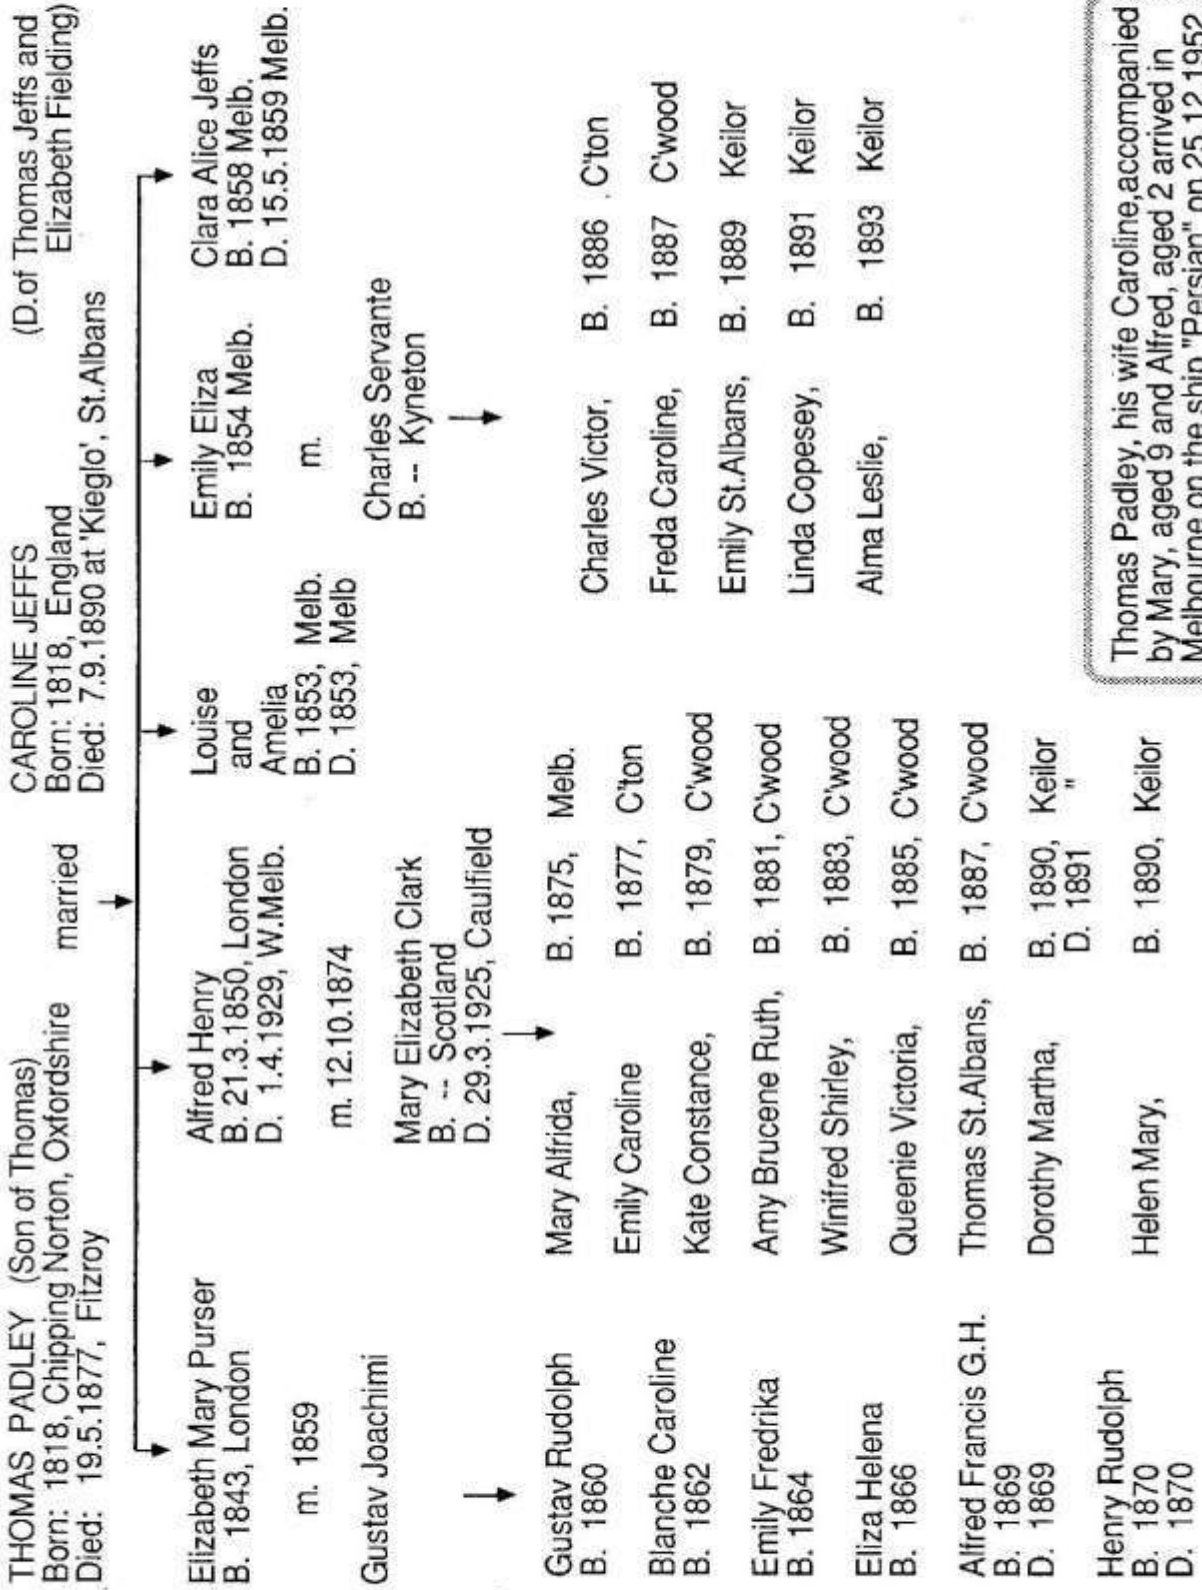 THOMAS PADLEY (Son of Thomas)
Born: 1818, Chipping Norton, Oxfordshire
Died: 19.5.1877, Fitzroy
married
CAROLINE JEFFS
Born: 1818, England
Died: 7.9.1890 at 'Kieglo', St.Albans
(D.of Thomas Jeffs and
Elizabeth Fielding)
Elizabeth Mary Purser
B. 1843, London
m. 1859
Gustav Joachimi
Gustav Rudolph
B. 1860
Blanche Caroline
B. 1862
Emily Fredrika
B. 1864
Eliza Helena
B. 1866
Alfred Francis G.H.
B. 1869
D. 1869
Henry Rudolph
B. 1870
D. 1870
Alfred Henry
B. 21.3.1850, London
D. 1.4.1929, W.Melb.
m. 12.10.1874
Mary Elizabeth Clark
B. -- Scotland
D. 29.3.1925, Caulfield
Mary Alfrida, B. 1875, Melb.
Emily Caroline B. 1877, C'ton
Kate Constance, B. 1879, C'wood
Amy Brucene Ruth, B. 1881, C'wood
Winifred Shirley, B. 1883, C'wood
Queenie Victoria, B. 1885, C'wood
Thomas St.Albans, B. 1887, C'wood
Dorothy Martha, B. 1890, Keilor
D. 1891 "
Helen Mary, B. 1890, Keilor
Louise
and
Amelia
B. 1853, Melb.
D. 1853, Melb
Emily Eliza
B. 1854 Melb.
m.
Charles Servante
B. -- Kyneton
Charles Victor, B. 1886 . C'ton
Freda Caroline, B. 1887 C'wood
Emily St.Albans, B. 1889 Keilor
Linda Copesey, B. 1891 Keilor
Alma Leslie, B. 1893 Keilor
Clara Alice Jeffs
B. 1858 Melb.
D. 15.5.1859 Melb.
Thomas Padley, his wife Caroline,accompanied
by Mary, aged 9 and Alfred, aged 2 arrived in
Melbourne on the ship "Persian" on 25.12.1952